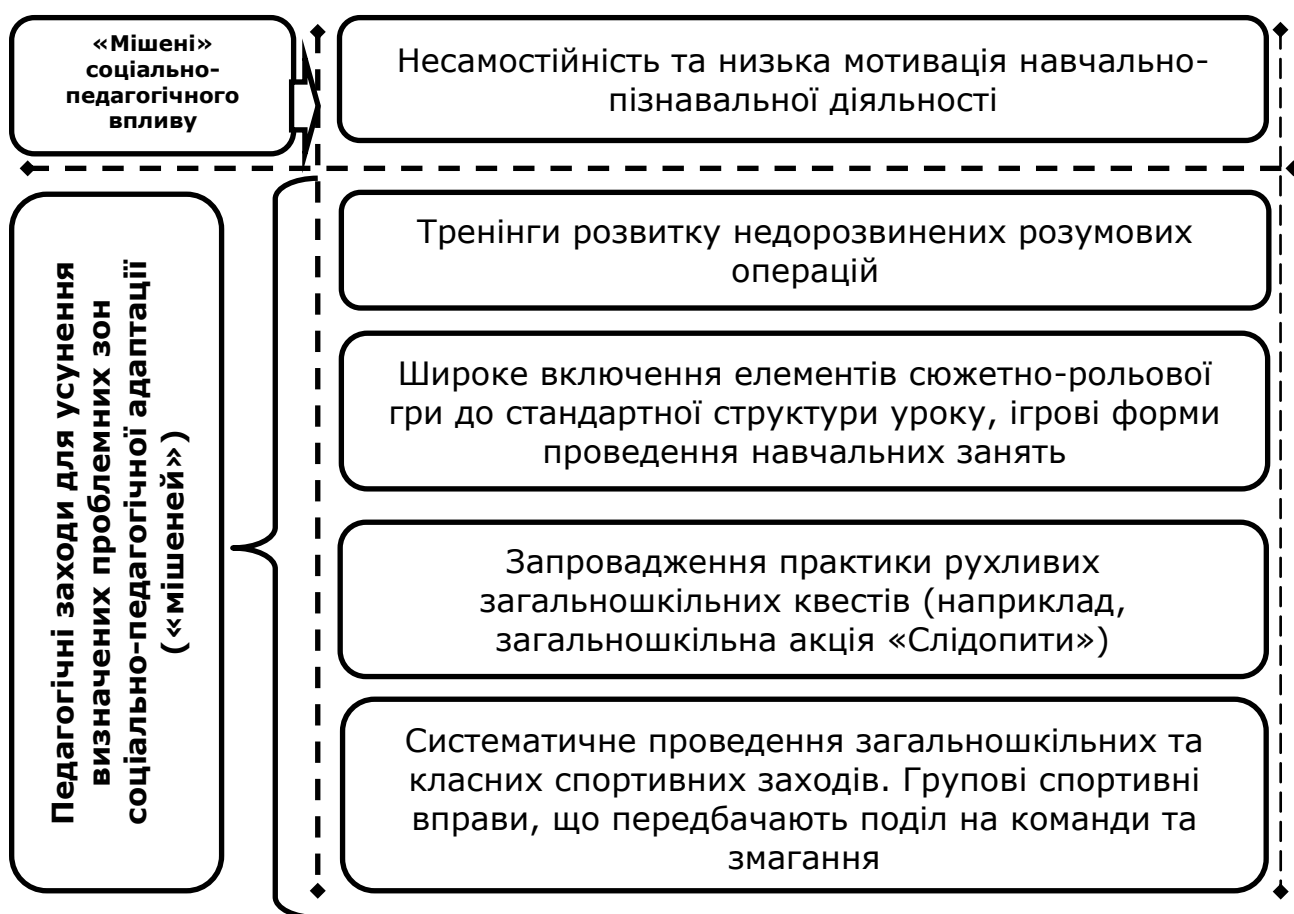 «Мішені»
соціально-
педагогічного
впливу
Несамостійність та низька мотивація навчально-
пізнавальної діяльності
Педагогічні заходи для усунення
визначених проблемних зон
соціально-педагогічної адаптації
(«мішеней»)
Тренінги розвитку недорозвинених розумових
операцій
Широке включення елементів сюжетно-рольової
гри до стандартної структури уроку, ігрові форми
проведення навчальних занять
Запровадження практики рухливих
загальношкільних квестів (наприклад,
загальношкільна акція «Слідопити»)
Систематичне проведення загальношкільних та
класних спортивних заходів. Групові спортивні
вправи, що передбачають поділ на команди та
змагання